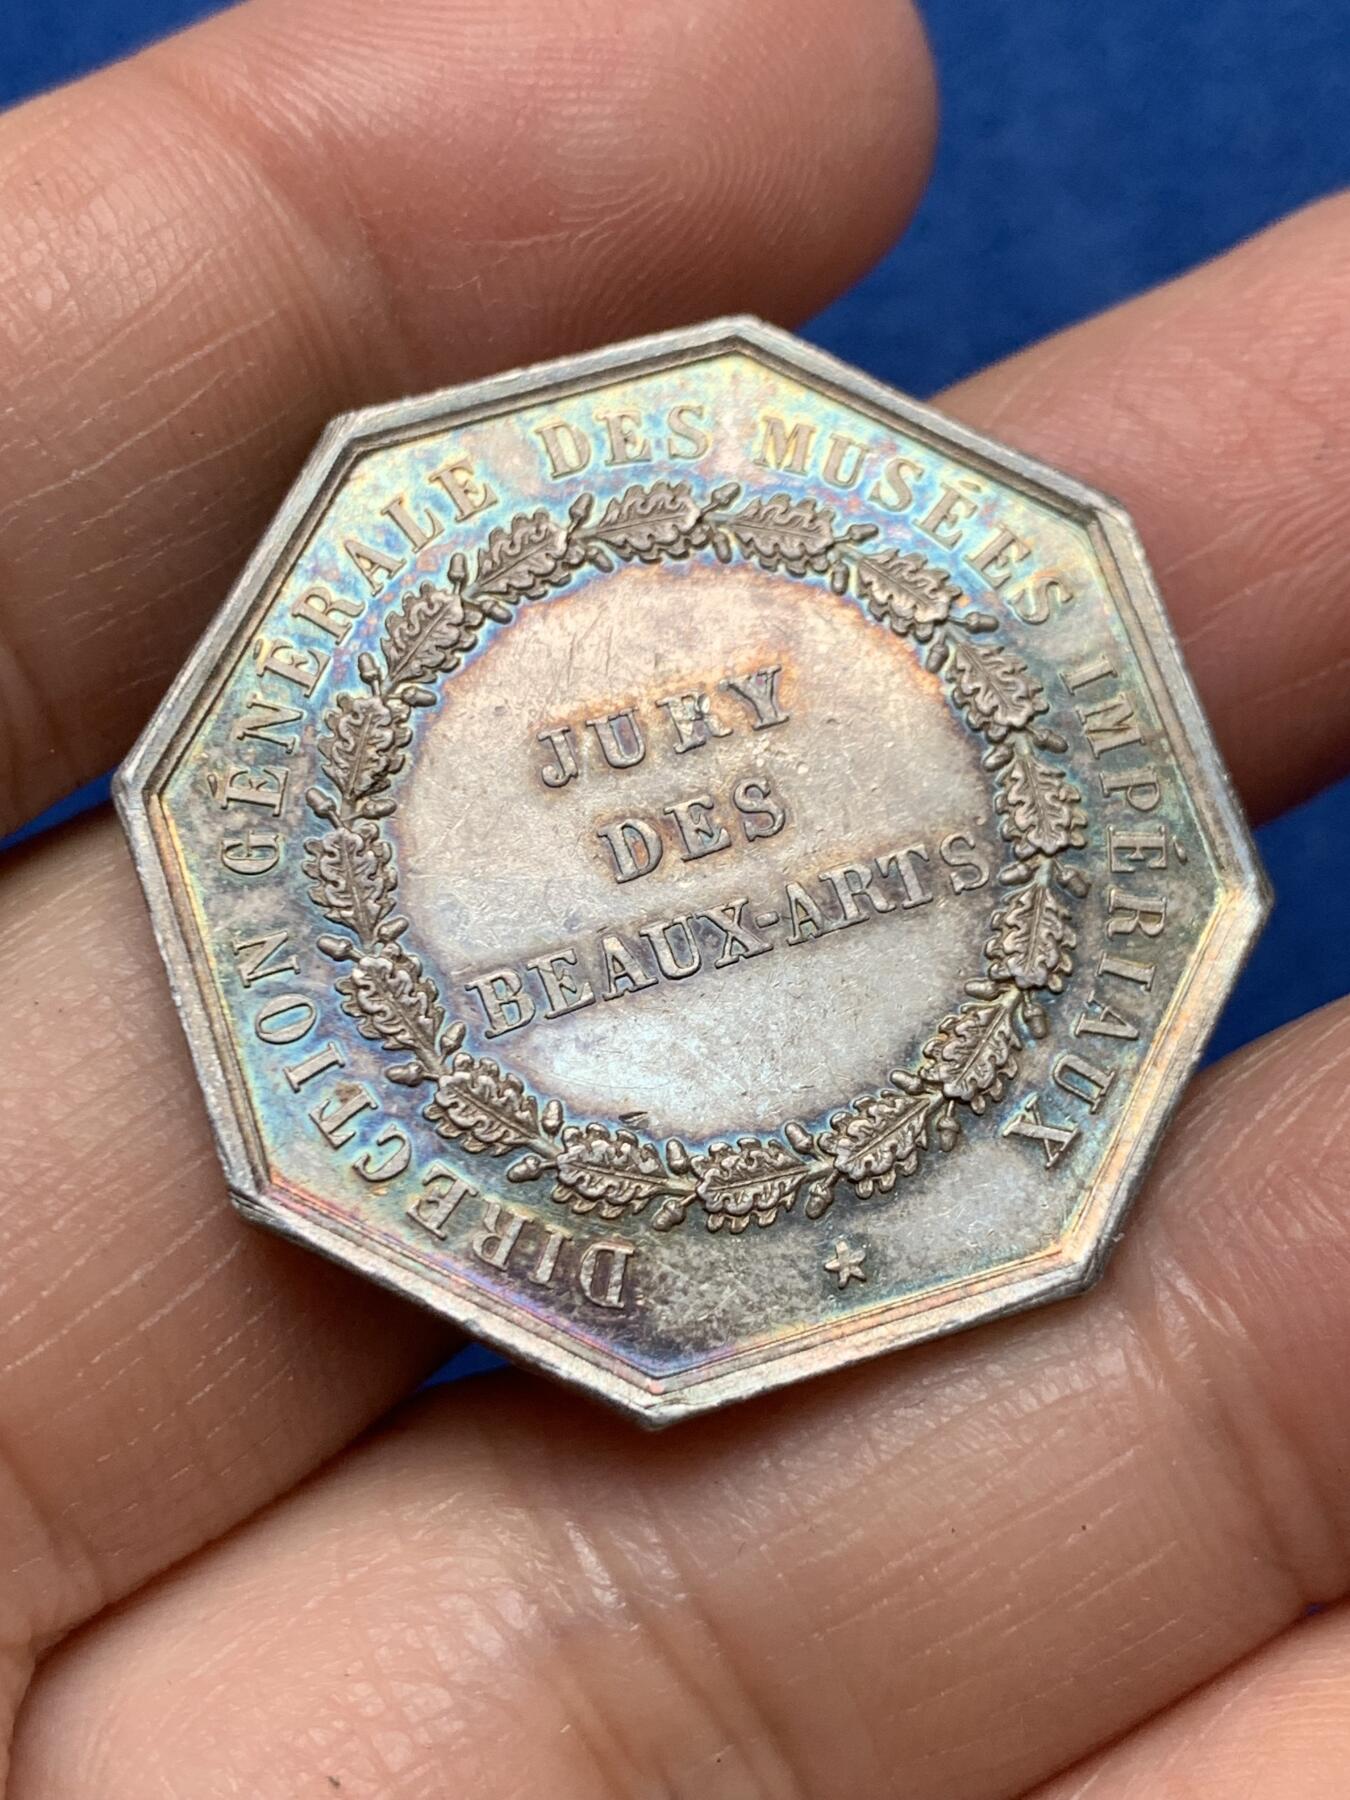 DIRECTION GÉNÉRALE DES MUSÉES IMPÉRIAUX
JURY
DES
BEAUX-ARTS